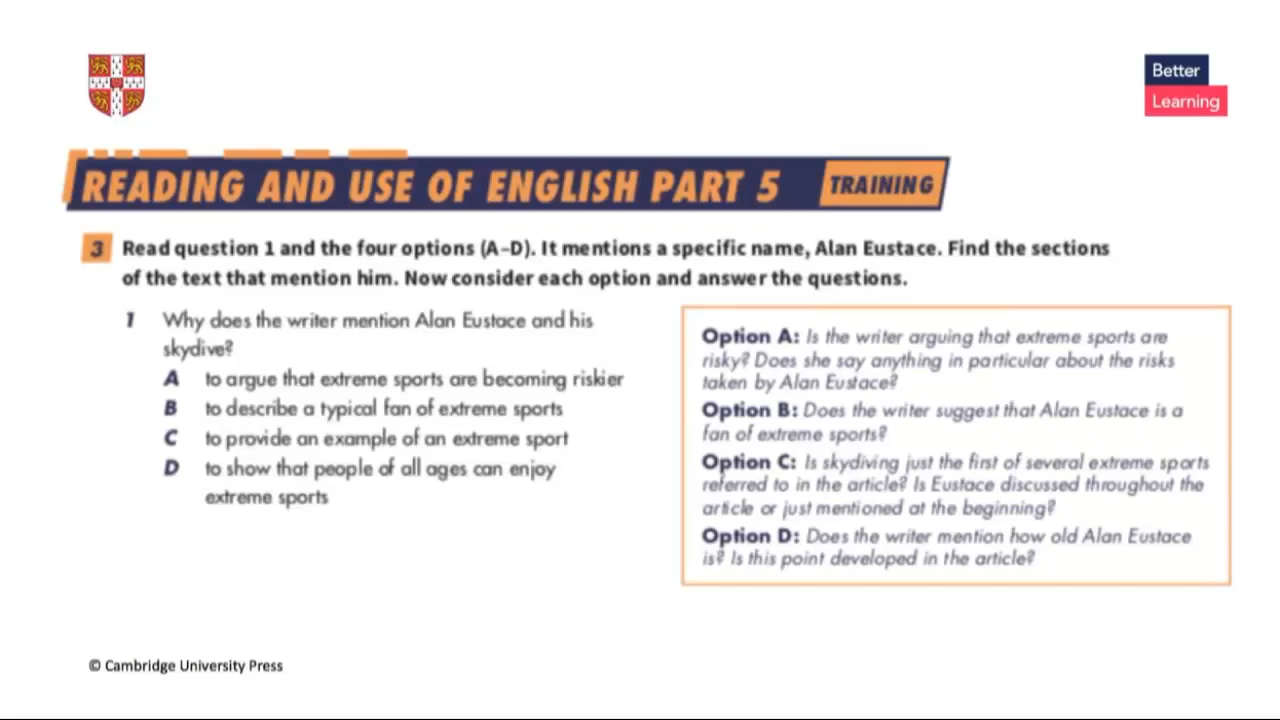 Better
Learning
READING AND USE OF ENGLISH PART 5 TRAINING
3 Read question 1 and the four options (A–D). It mentions a specific name, Alan Eustace. Find the sections
of the text that mention him. Now consider each option and answer the questions.
1 Why does the writer mention Alan Eustace and his
skydive?
A to argue that extreme sports are becoming riskier
B to describe a typical fan of extreme sports
C to provide an example of an extreme sport
D to show that people of all ages can enjoy
extreme sports
Option A: Is the writer arguing that extreme sports are
risky? Does she say anything in particular about the risks
taken by Alan Eustace?
Option B: Does the writer suggest that Alan Eustace is a
fan of extreme sports?
Option C: Is skydiving just the first of several extreme sports
referred to in the article? Is Eustace discussed throughout the
article or just mentioned at the beginning?
Option D: Does the writer mention how old Alan Eustace
is? Is this point developed in the article?
© Cambridge University Press